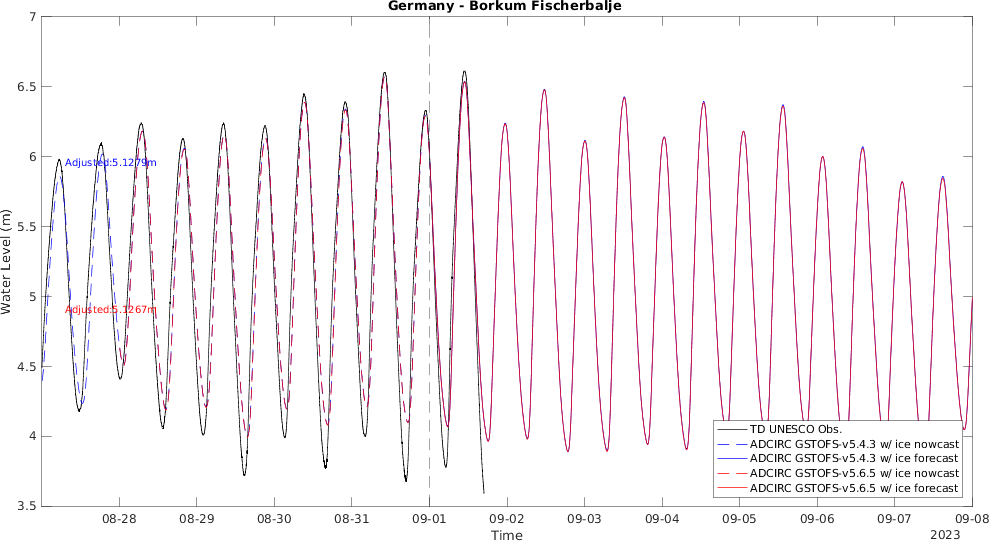 Germany - Borkum Fischerbalje
7
6.5
6
5.5
5
4.5
4
3.5
Water Level (m)
Adjusted:5.1279m
Adjusted:5.1267m
TD UNESCO Obs.
ADCIRC GSTOFS-v5.4.3 w/ ice nowcast
ADCIRC GSTOFS-v5.4.3 w/ ice forecast
ADCIRC GSTOFS-v5.6.5 w/ ice nowcast
ADCIRC GSTOFS-v5.6.5 w/ ice forecast
08-28 08-29 08-30 08-31 09-01 09-02 09-03 09-04 09-05 09-06 09-07 09-08
Time
2023